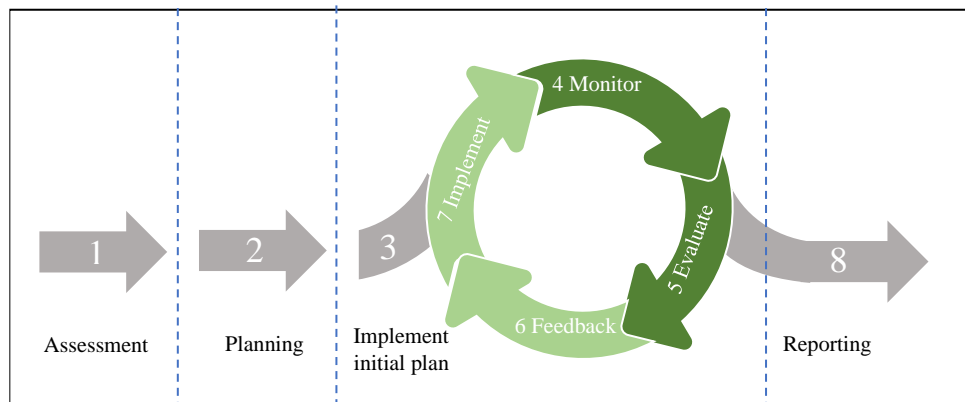 1
Assessment
2
Planning
3
Implement
initial plan
4 Monitor
5 Evaluate
6 Feedback
7 Implement
8
Reporting